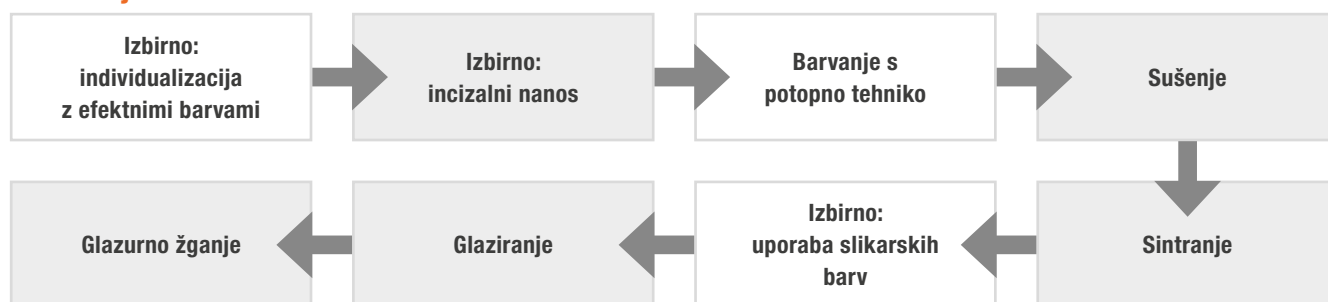 Izbirno:
individualizacija
z efektnimi barvami
Izbirno:
incizalni nanos
Barvanje s
potopno tehniko
Sušenje
Glazurno žganje
Glaziranje
Izbirno:
uporaba slikarskih
barv
Sintranje